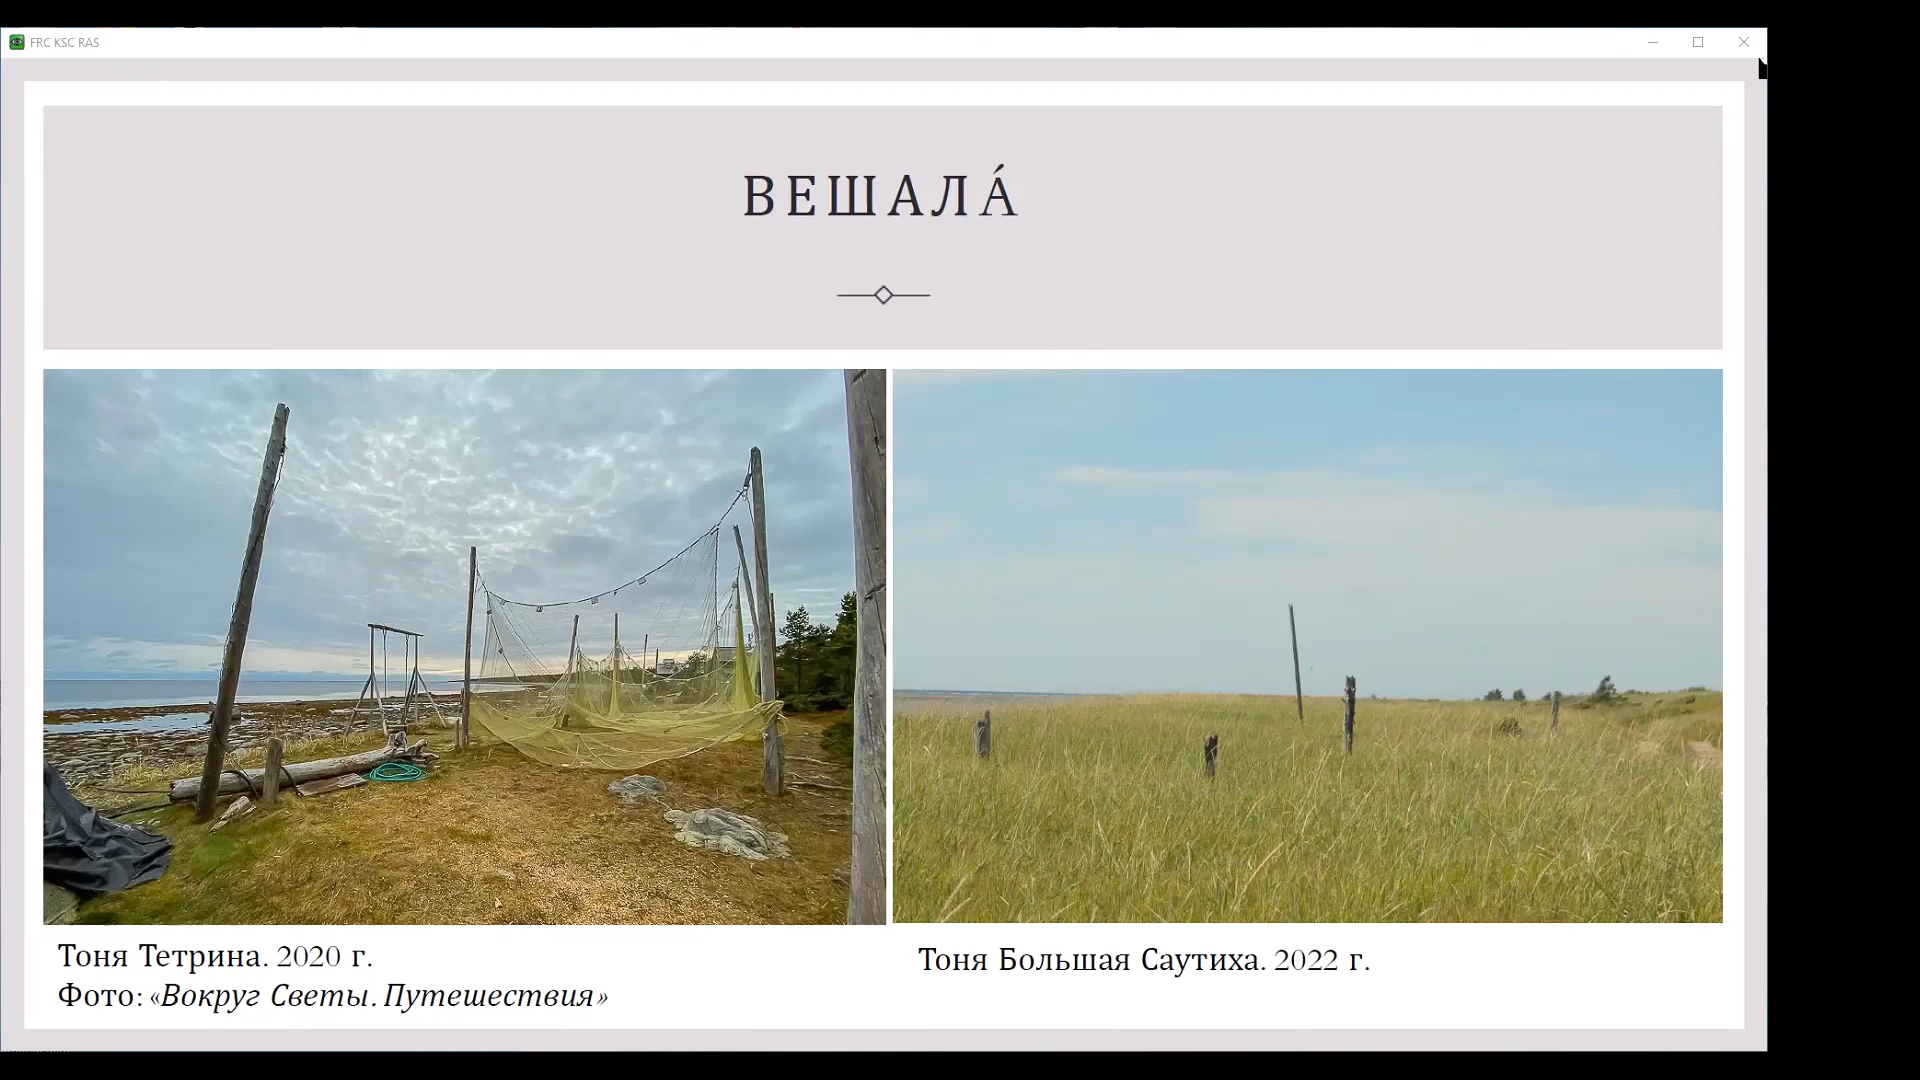 FRC KSC RAS
ВЕШАЛА́
Тоня Тетрина. 2020 г.
Фото: «Вокруг Светы. Путешествия»
Тоня Большая Саутиха. 2022 г.